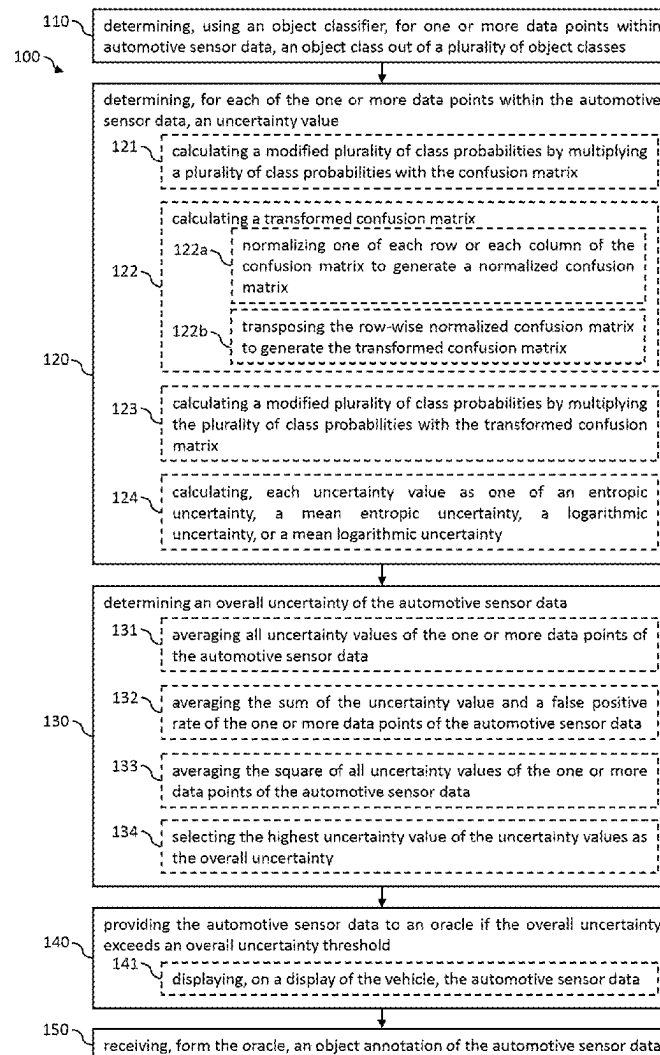 110
determining, using an object classifier, for one or more data points within
automotive sensor data, an object class out of a plurality of object classes
100
determining, for each of the one or more data points within the automotive
sensor data, an uncertainty value
121
calculating a modified plurality of class probabilities by multiplying
a plurality of class probabilities with the confusion matrix
calculating a transformed confusion matrix
122a
normalizing one of each row or each column of the
confusion matrix to generate a normalized confusion
matrix
122
122b
transposing the row-wise normalized confusion matrix
to generate the transformed confusion matrix
120
123
calculating a modified plurality of class probabilities by multiplying
the plurality of class probabilities with the transformed confusion
matrix
124
calculating, each uncertainty value as one of an entropic
uncertainty, a mean entropic uncertainty, a logarithmic
uncertainty, or a mean logarithmic uncertainty
determining an overall uncertainty of the automotive sensor data
131
averaging all uncertainty values of the one or more data points of
the automotive sensor data
132
averaging the sum of the uncertainty value and a false positive
rate of the one or more data points of the automotive sensor data
130
133
averaging the square of all uncertainty values of the one or more
data points of the automotive sensor data
134
selecting the highest uncertainty value of the uncertainty values as
the overall uncertainty
providing the automotive sensor data to an oracle if the overall uncertainty
exceeds an overall uncertainty threshold
140
141
displaying, on a display of the vehicle, the automotive sensor data
150
receiving, form the oracle, an object annotation of the automotive sensor data